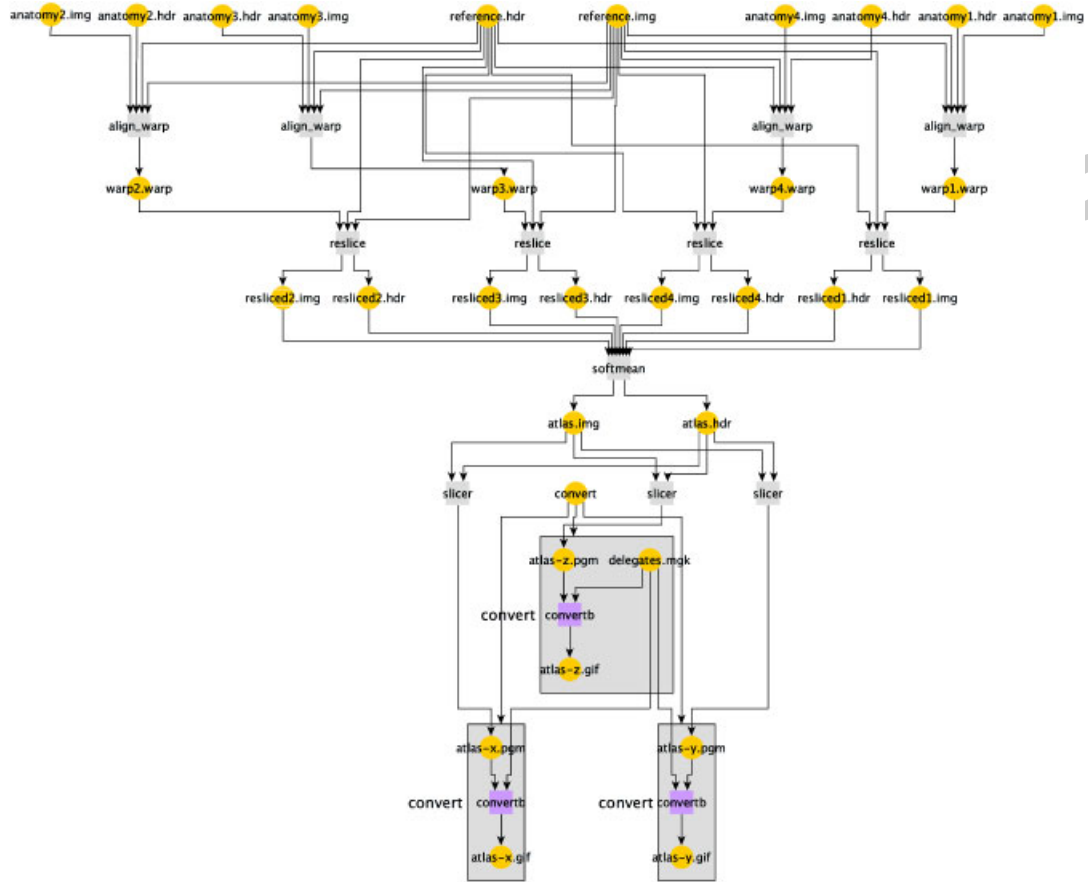 anatomy2.img anatomy2.hdr anatomy3.hdr anatomy3.img reference.hdr reference.img anatomy4.img anatomy4.hdr anatomy1.hdr anatomy1.img
align_warp align_warp align_warp align_warp
warp2.warp warp3.warp warp4.warp warp1.warp
reslice reslice reslice reslice
resliced2.img resliced2.hdr resliced3.img resliced3.hdr resliced4.img resliced4.hdr resliced1.hdr resliced1.img
softmean
atlas.img atlas.hdr
slicer convert slicer slicer
atlas-z.pgm delegates.mgk
convert convertb
atlas-z.gif
atlas-x.pgm atlas-y.pgm
convert convertb convert convertb
atlas-x.gif atlas-y.gif